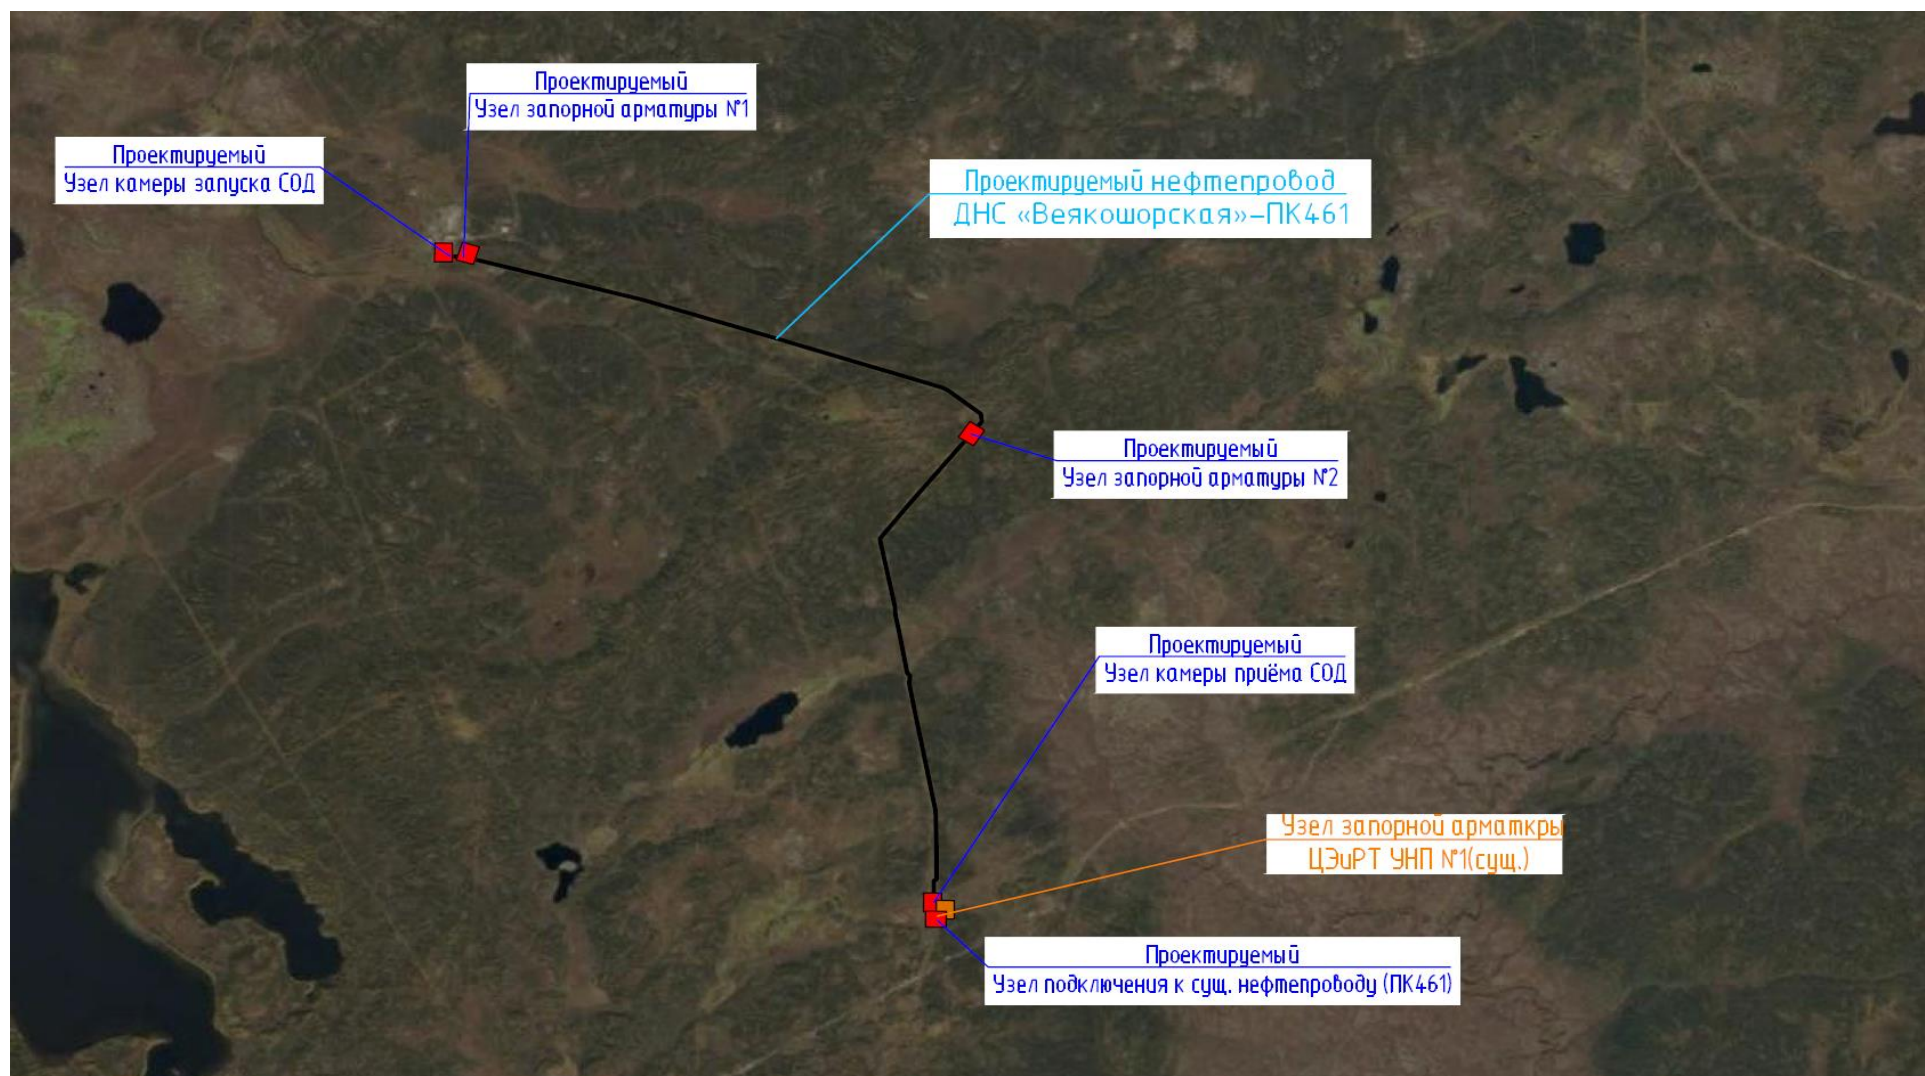 Проектируемый
Узел запорной арматуры №1
Проектируемый
Узел камеры запуска СОД
Проектируемый нефтепровод
ДНС «Веякошорская»-ПК461
Проектируемый
Узел запорной арматуры №2
Проектируемый
Узел камеры приёма СОД
Узел запорной арматкры
ЦЭиРТ УНП №1(сущ.)
Проектируемый
Узел подключения к сущ. нефтепроводу (ПК461)